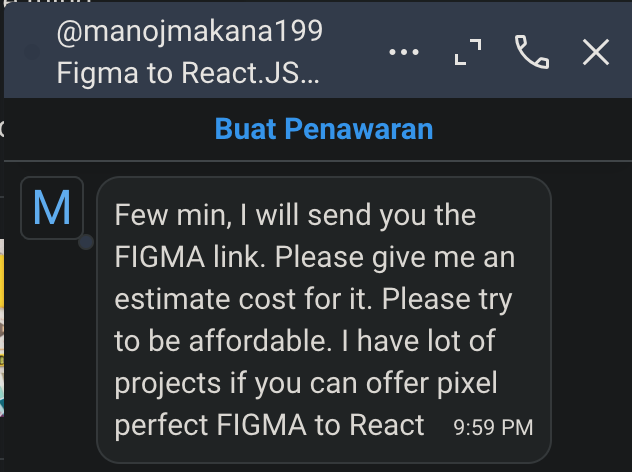 @manojmakana199
Figma to React.JS...
Buat Penawaran
M
Few min, I will send you the
FIGMA link. Please give me an
estimate cost for it. Please try
to be affordable. I have lot of
projects if you can offer pixel
perfect FIGMA to React 9:59 PM